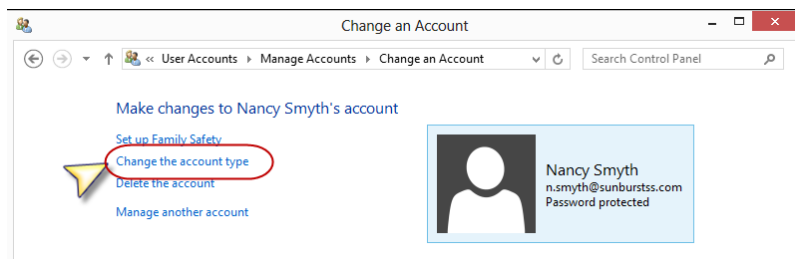 Change an Account
« User Accounts Manage Accounts Change an Account Search Control Panel
Make changes to Nancy Smyth's account
Set up Family Safety
Change the account type
Delete the account
Manage another account
Nancy Smyth
n.smyth@sunburstss.com
Password protected